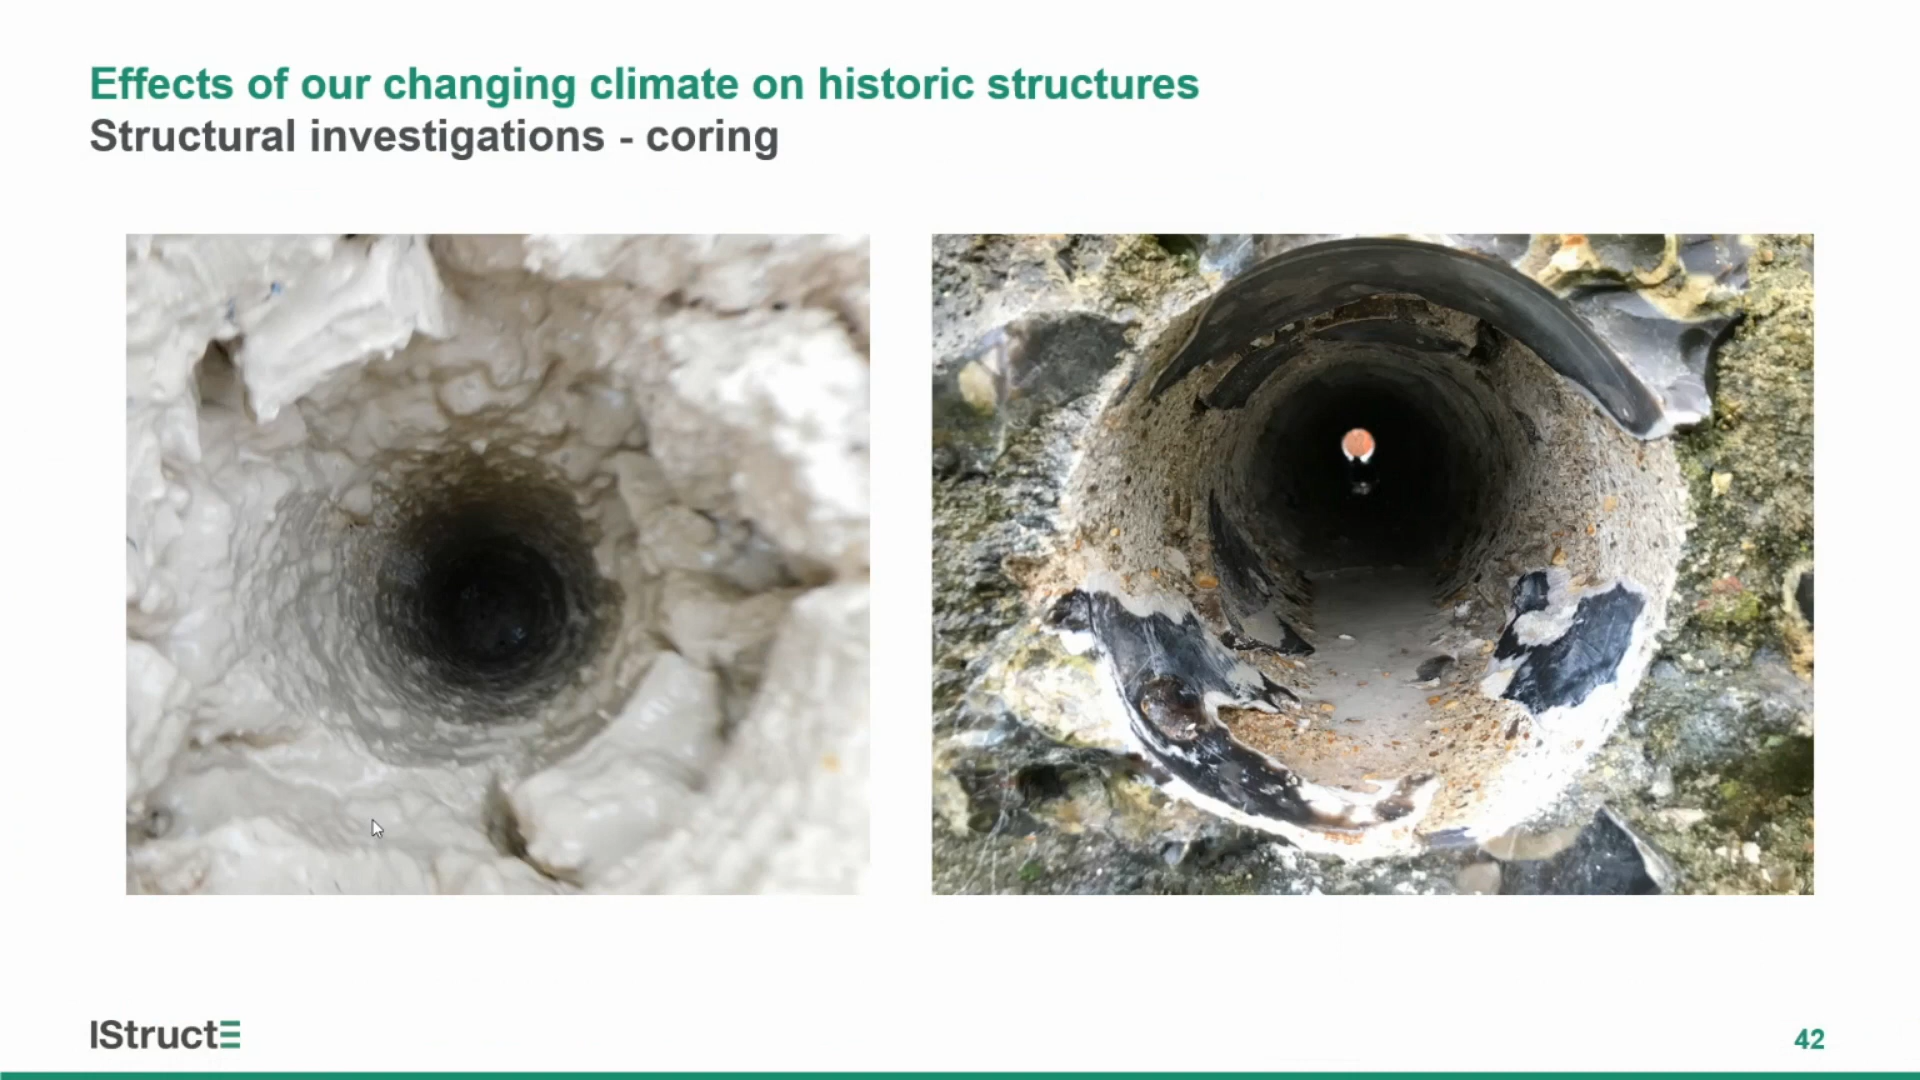 Effects of our changing climate on historic structures
Structural investigations - coring
IStructE
42